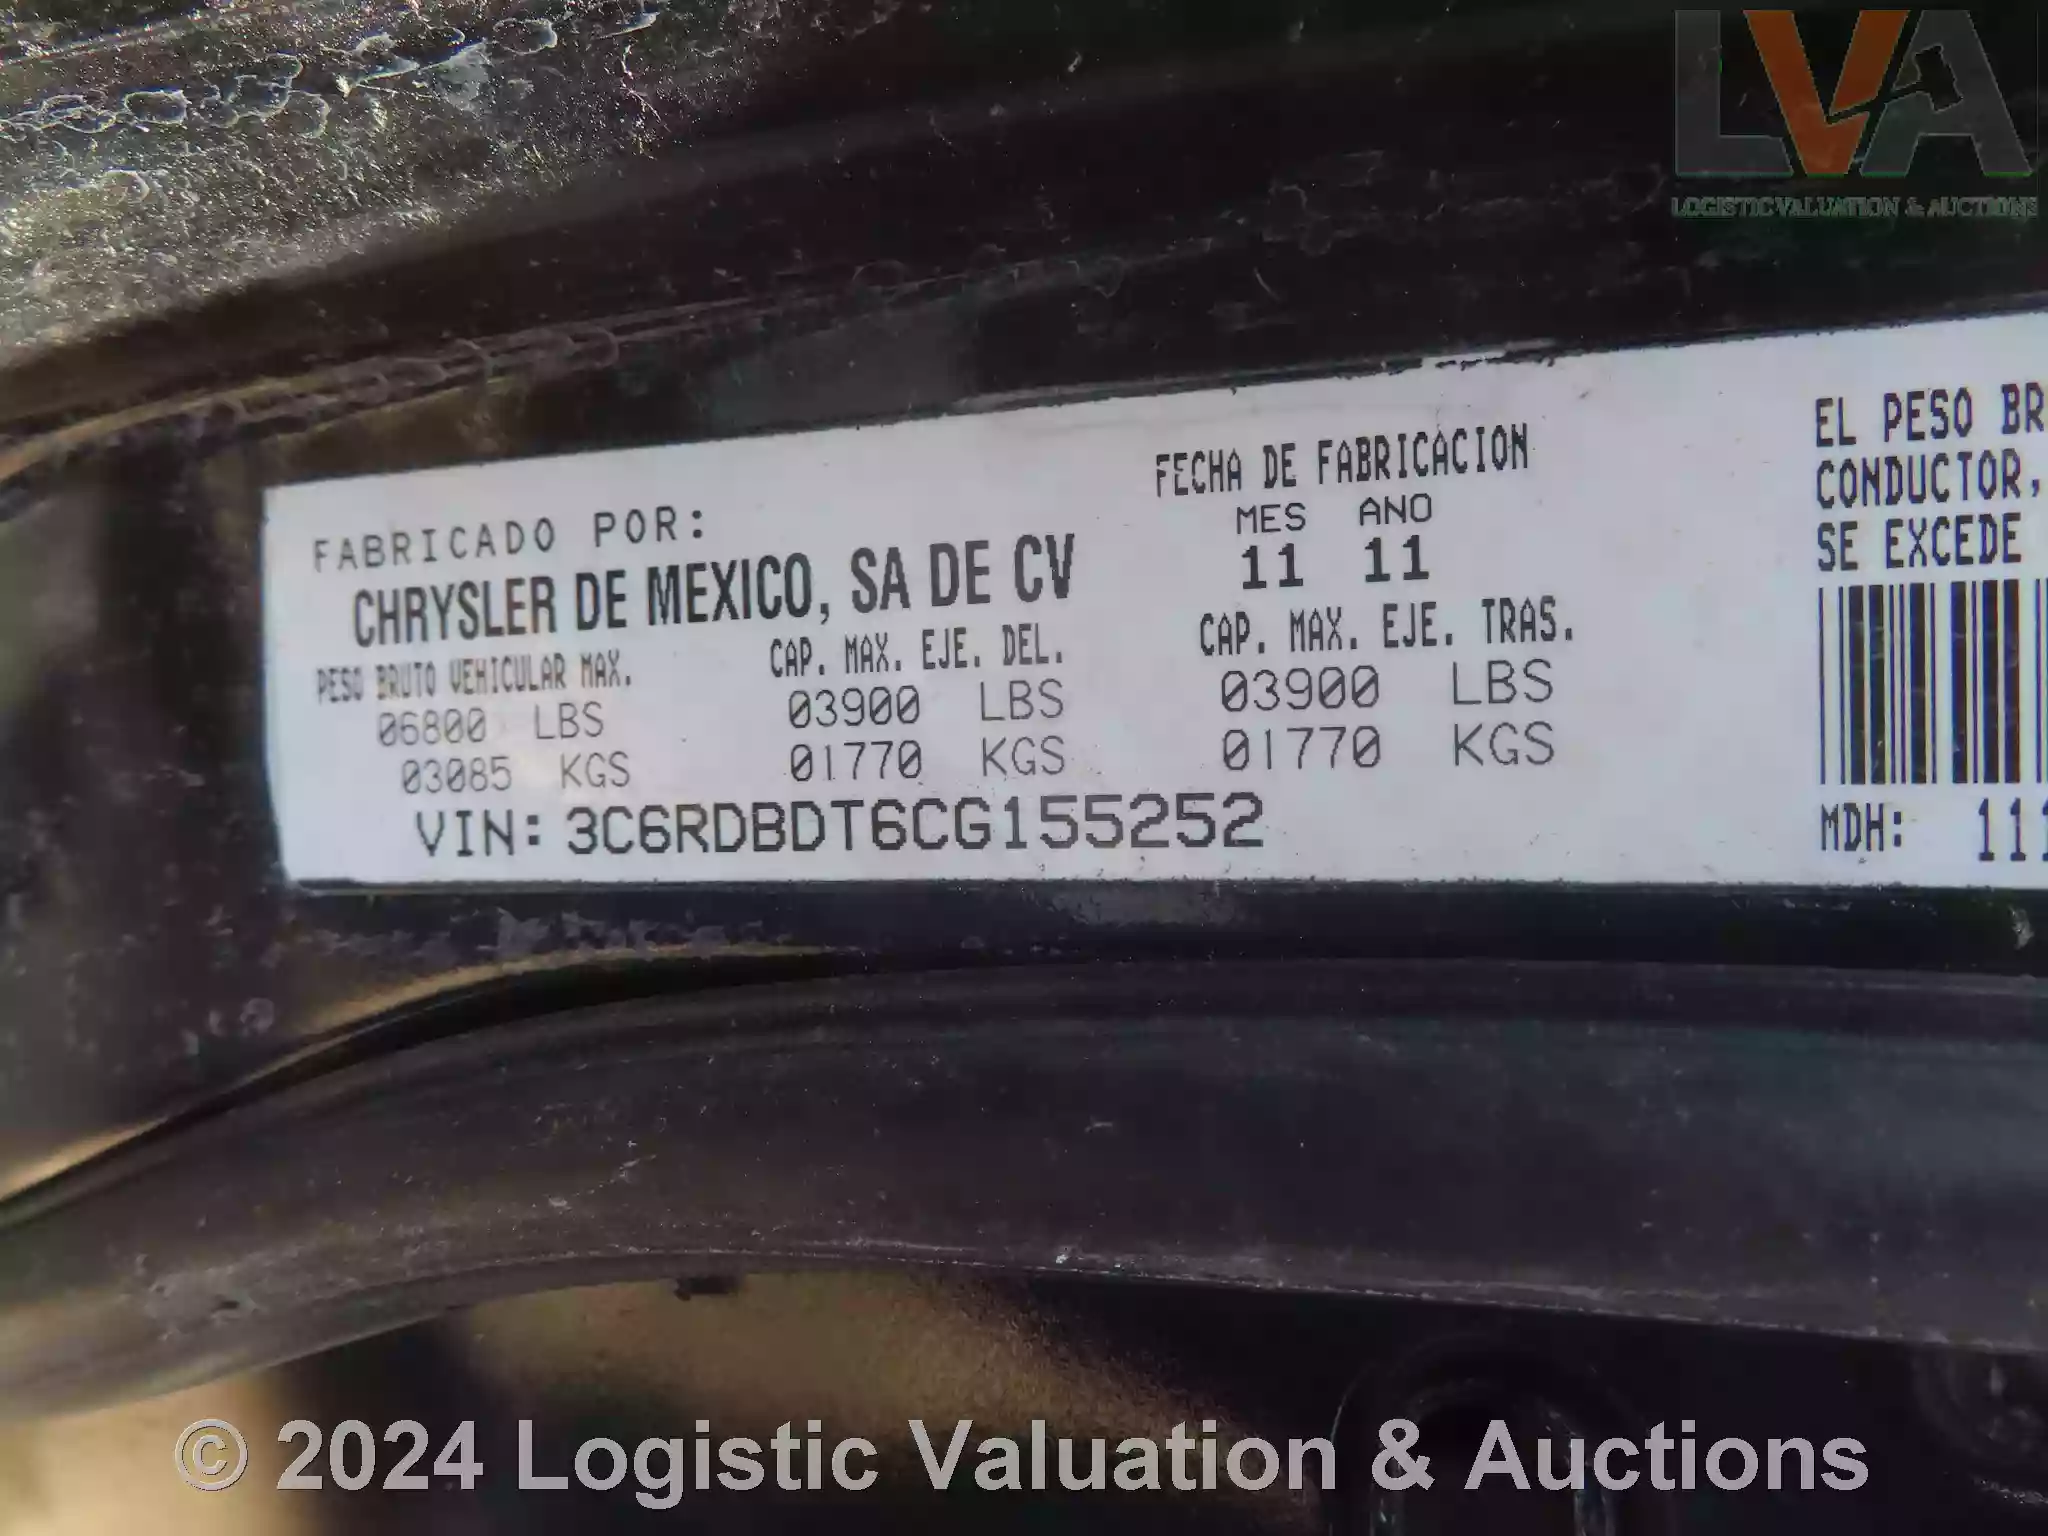 LVA
LOGISTIC VALUATION & AUCTIONS
FABRICADO POR:
CHRYSLER DE MEXICO, SA DE CV
FECHA DE FABRICACION
MES ANO
11 11
PESO BRUTO VEHICULAR MAX.
06800 LBS
03085 KGS
CAP. MAX. EJE. DEL.
03900 LBS
01770 KGS
CAP. MAX. EJE. TRAS.
03900 LBS
01770 KGS
VIN: 3C6RDBDT6CG155252
EL PESO BR
CONDUCTOR,
SE EXCEDE
MDH: 111
© 2024 Logistic Valuation & Auctions